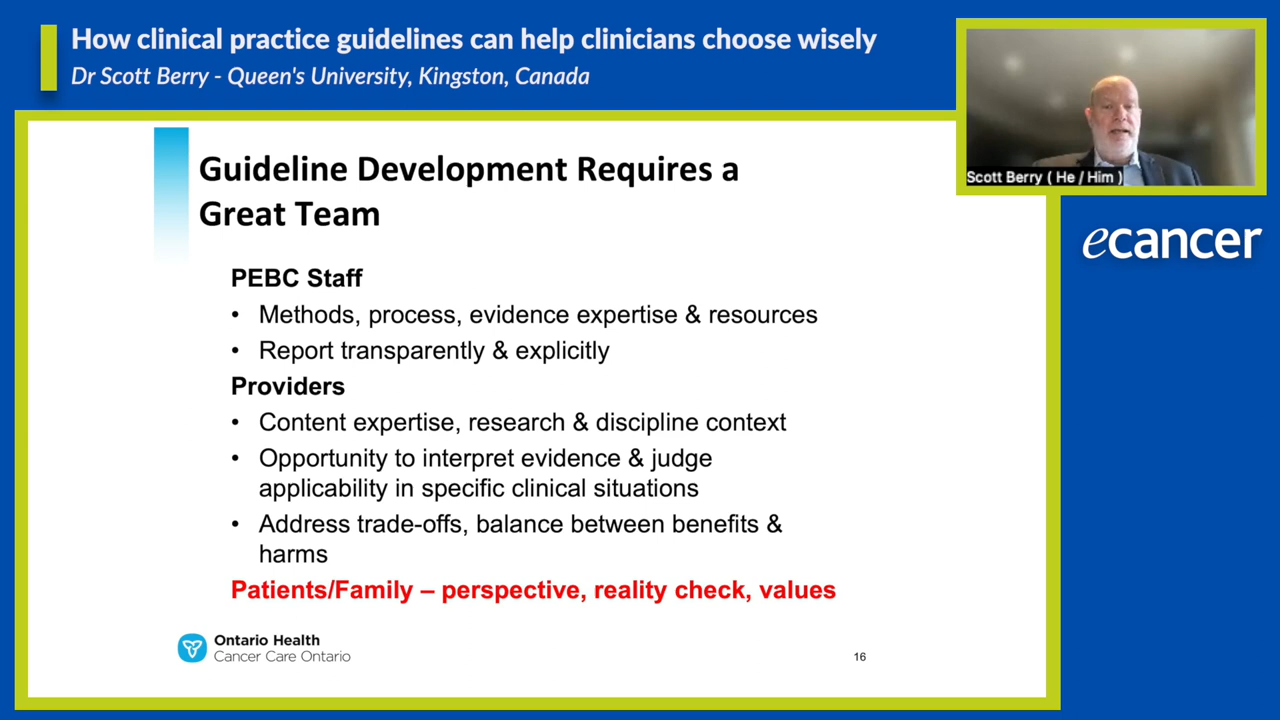 How clinical practice guidelines can help clinicians choose wisely
Dr Scott Berry - Queen's University, Kingston, Canada
Scott Berry ( He / Him )
ecancer
Guideline Development Requires a
Great Team
PEBC Staff
• Methods, process, evidence expertise & resources
• Report transparently & explicitly
Providers
• Content expertise, research & discipline context
• Opportunity to interpret evidence & judge
applicability in specific clinical situations
• Address trade-offs, balance between benefits &
harms
Patients/Family – perspective, reality check, values
Ontario Health
Cancer Care Ontario
16